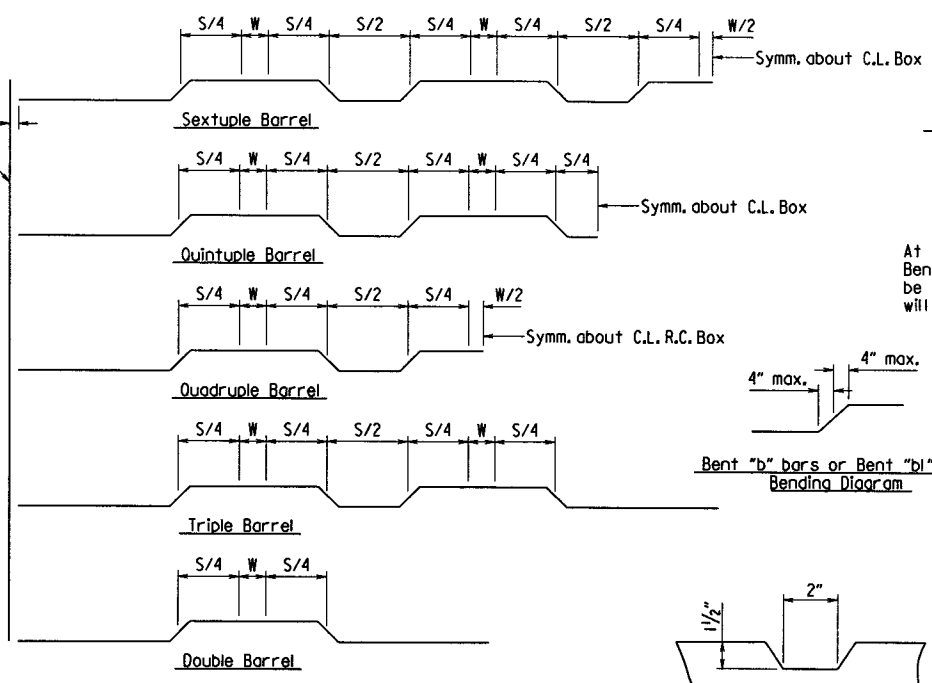 S/4 W S/4 S/2 S/4 W S/4 S/2 S/4 W/2
Symm. about C.L. Box
Sextuple Barrel
S/4 W S/4 S/2 S/4 W S/4 S/4
Symm. about C.L. Box
Quintuple Barrel
At
Ben
be
will
S/4 W S/4 S/2 S/4 W/2
Symm. about C.L. R.C. Box
Quadruple Barrel
4" max.
4" max.
Bent "b" bars or Bent "b1"
Bending Diagram
S/4 W S/4 S/2 S/4 W S/4
Triple Barrel
S/4 W S/4
Double Barrel
2"
1½"